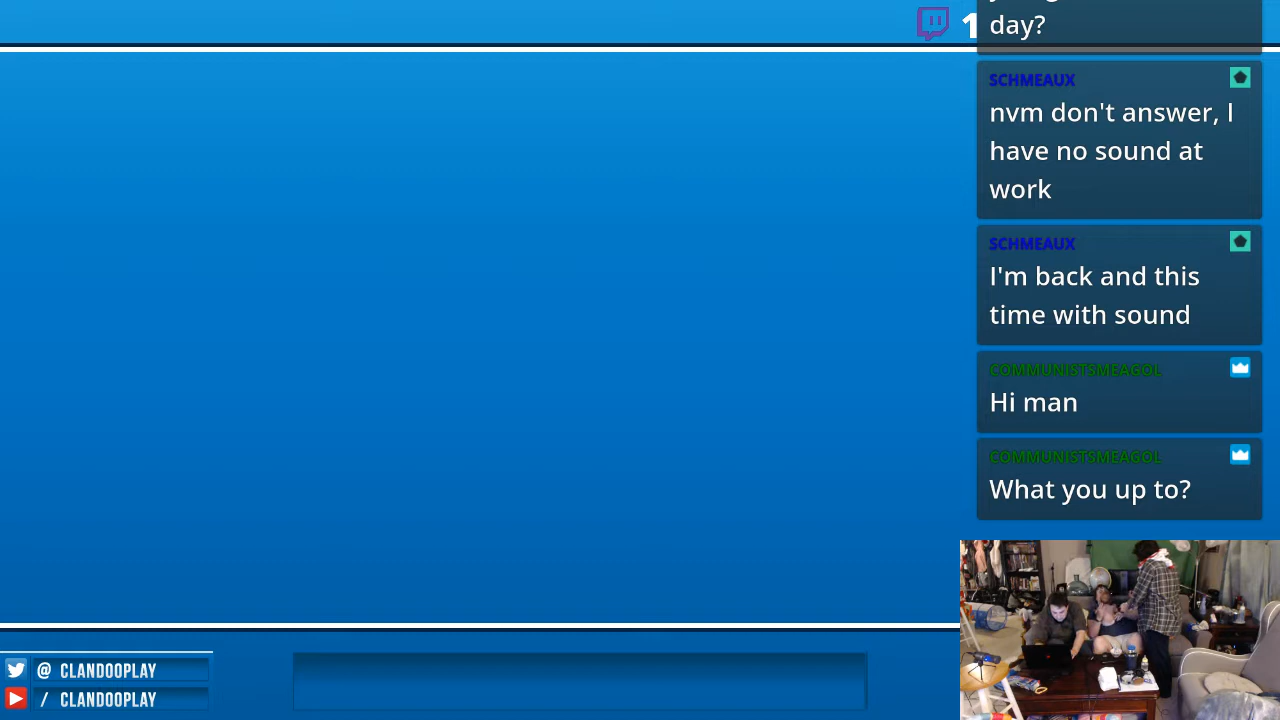 1
day?
SCHMEAUX
nvm don't answer, I
have no sound at
work
SCHMEAUX
I'm back and this
time with sound
COMMUNISTSMEAGOL
Hi man
COMMUNISTSMEAGOL
What you up to?
@ CLANDOOPLAY
/ CLANDOOPLAY